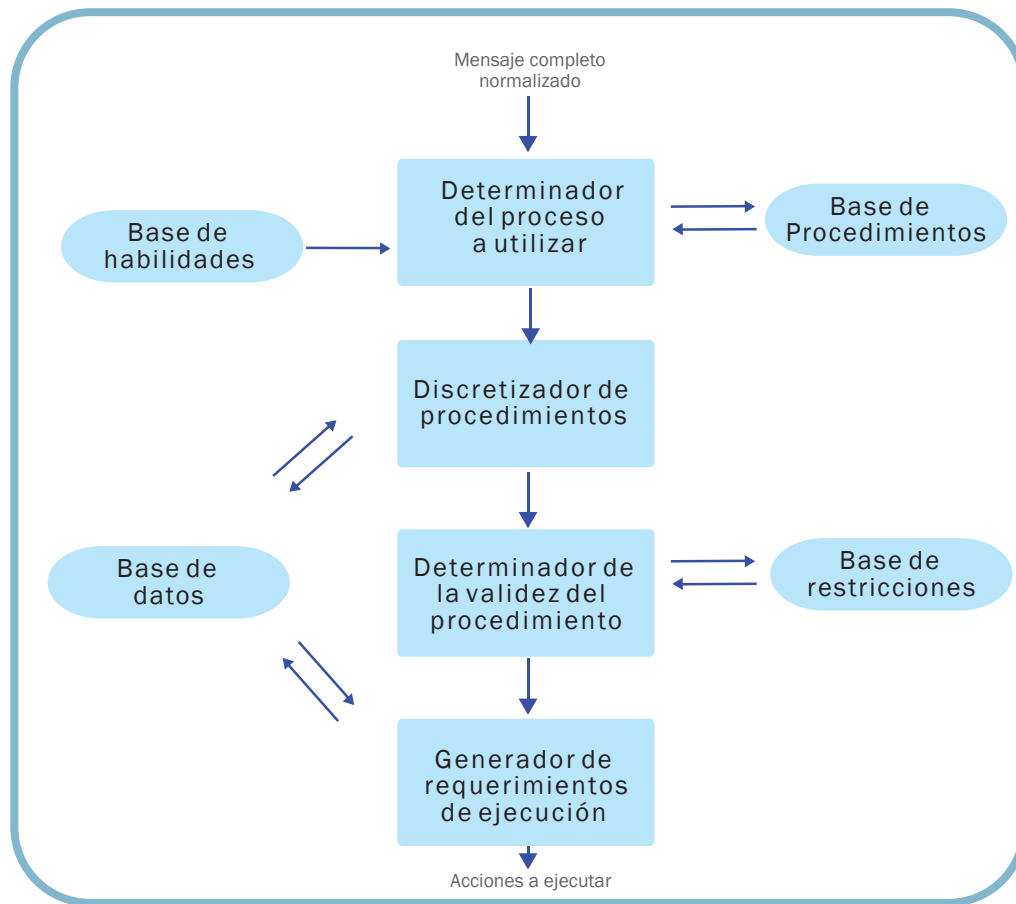 Mensaje completo
normalizado
Determinador
del proceso
a utilizar
Base de
Procedimientos
Base de
habilidades
Discretizador de
procedimientos
Base de
datos
Determinador de
la validez del
procedimiento
Base de
restricciones
Generador de
requerimientos
de ejecución
Acciones a ejecutar